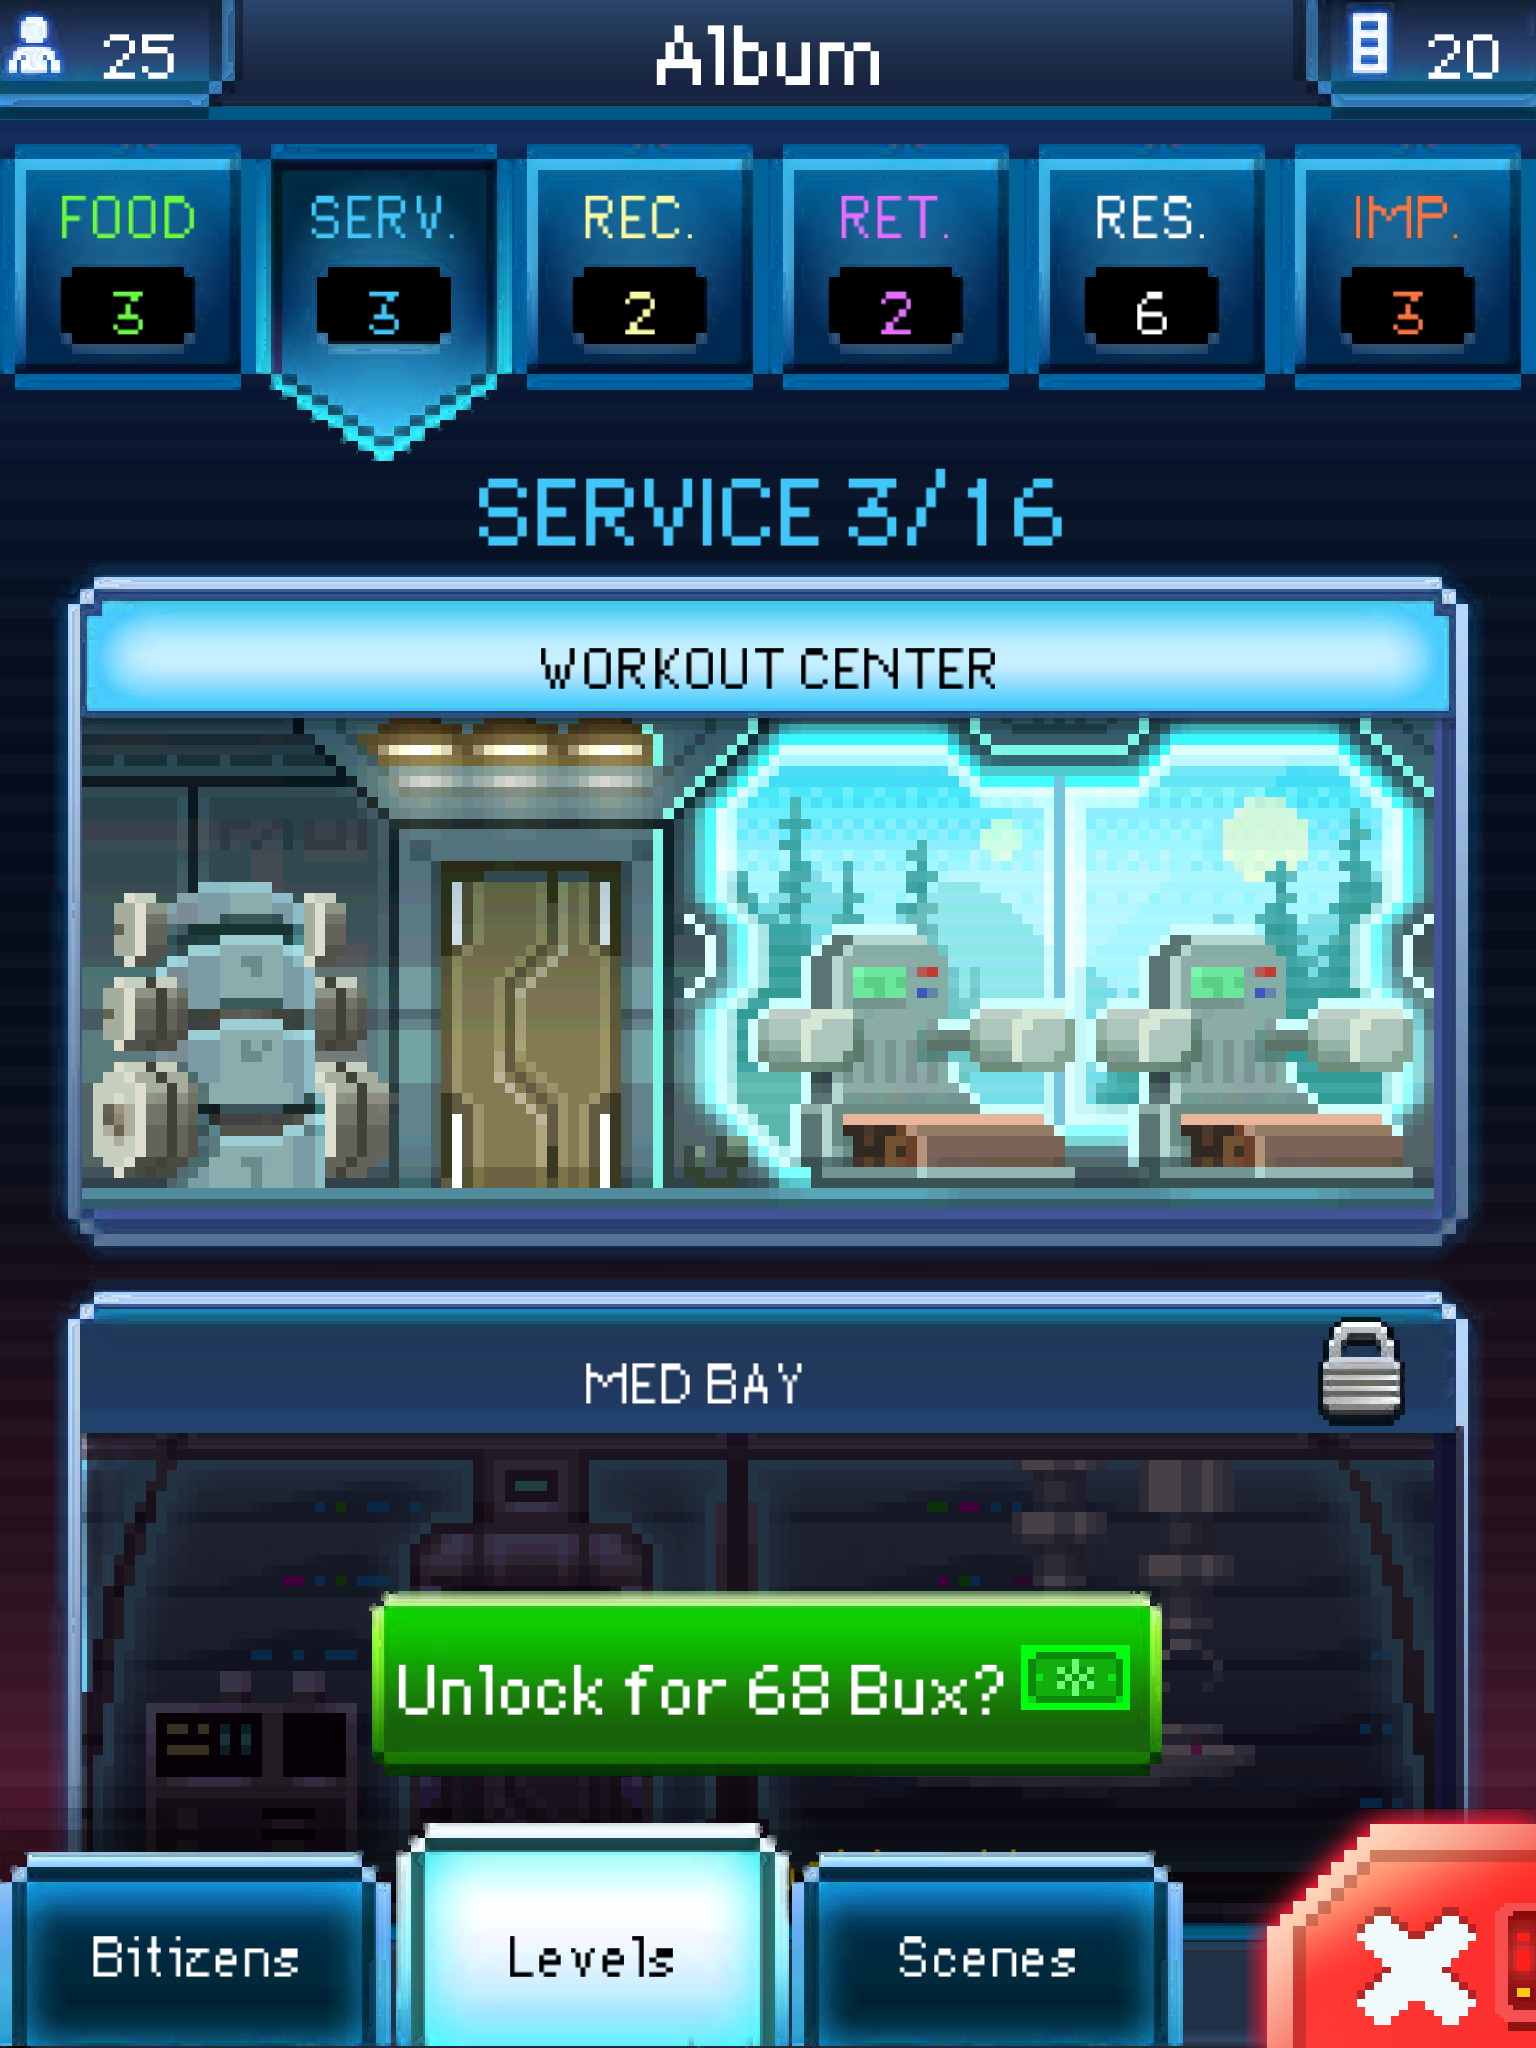 25
Album
20
FOOD
SERV.
REC.
RET.
RES.
IMP.
3
3
2
2
6
3
SERVICE 3/16
WORKOUT CENTER
MED BAY
Unlock for 68 Bux?
Bitizens
Levels
Scenes